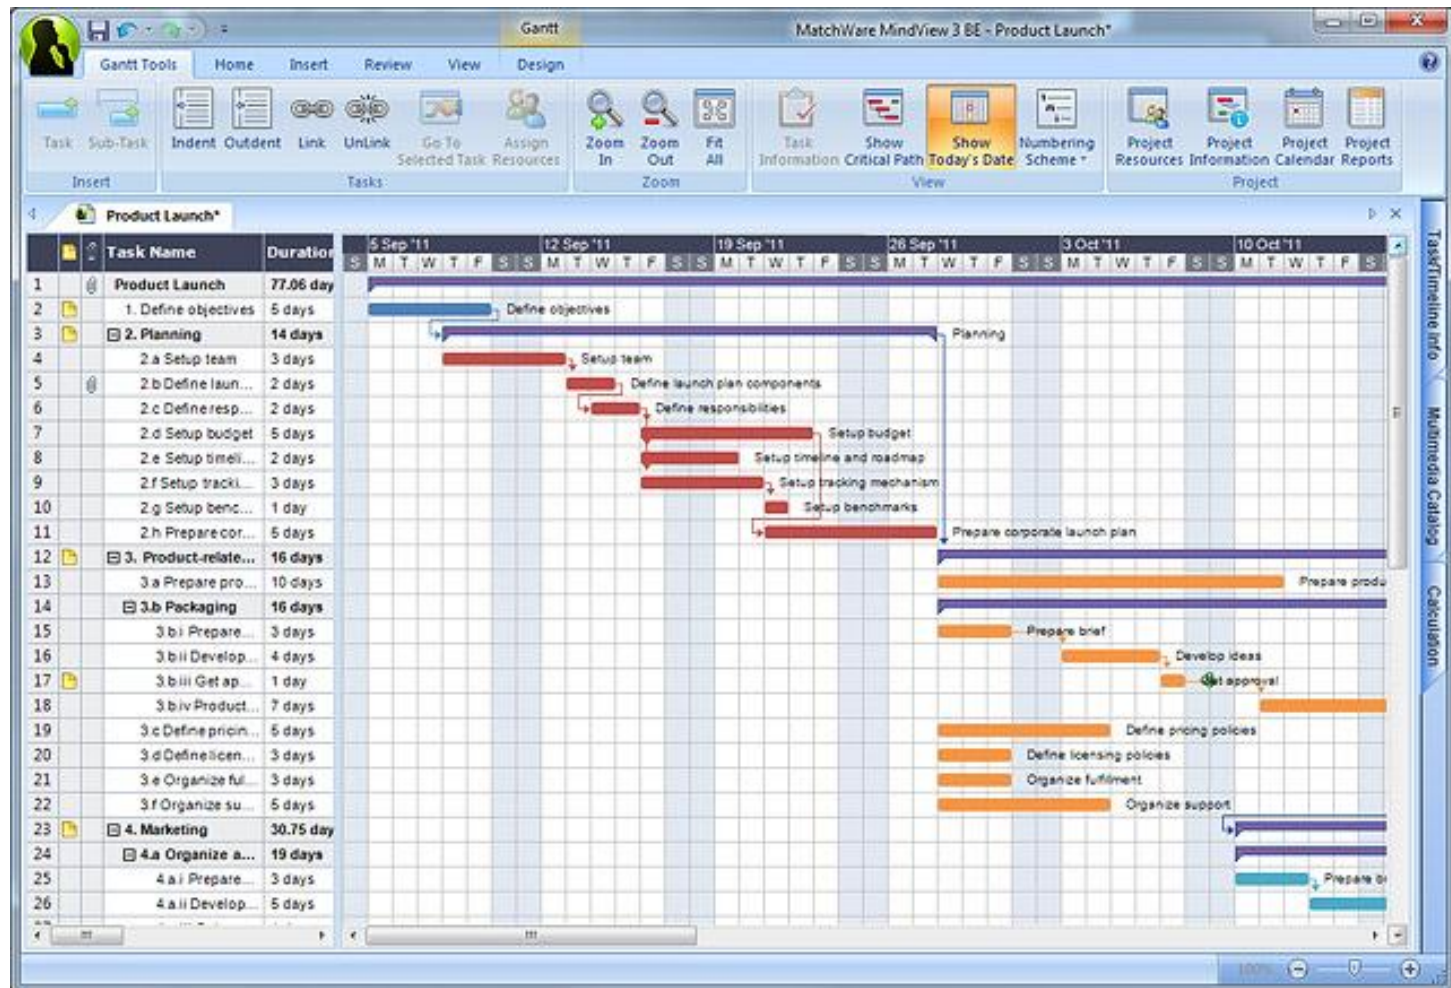 Gantt
MatchWare MindView 3 BE - Product Launch*
Gantt Tools Home Insert Review View Design
Task Sub-Task Indent Outdent Link UnLink Go To Selected Task Assign Resources Zoom In Zoom Out Fit All Task Information Show Critical Path Show Today's Date Numbering Scheme Project Resources Project Information Project Calendar Project Reports
Insert Tasks Zoom View Project
Product Launch*
Task Name Duration 5 Sep '11 12 Sep '11 19 Sep '11 26 Sep '11 3 Oct '11 10 Oct '11
S M T W T F S S M T W T F S S M T W T F S S M T W T F S S M T W T F S S M T W T F S
1 Product Launch 77.06 day
2 1. Define objectives 5 days Define objectives
3 2. Planning 14 days Planning
4 2.a Setup team 3 days Setup team
5 2.b Define laun... 2 days Define launch plan components
6 2.c Define resp... 2 days Define responsibilities
7 2.d Setup budget 5 days Setup budget
8 2.e Setup timeli... 2 days Setup timeline and roadmap
9 2.f Setup tracki... 3 days Setup tracking mechanism
10 2.g Setup benc... 1 day Setup benchmarks
11 2.h Prepare cor... 5 days Prepare corporate launch plan
12 3. Product-relate... 16 days
13 3.a Prepare pro... 10 days Prepare produ
14 3.b Packaging 16 days
15 3.b.i Prepare... 3 days Prepare brief
16 3.b.ii Develop... 4 days Develop ideas
17 3.b.iii Get ap... 1 day Get approval
18 3.b.iv Product... 7 days
19 3.c Define pricin... 5 days Define pricing policies
20 3.d Define licen... 3 days Define licensing policies
21 3.e Organize ful... 3 days Organize fulfillment
22 3.f Organize su... 5 days Organize support
23 4. Marketing 30.75 day
24 4.a Organize a... 19 days
25 4.a.i Prepare... 3 days Prepare br
26 4.a.ii Develop... 5 days
Task/Timeline Info
Multimedia Catalog
Calculation
100%